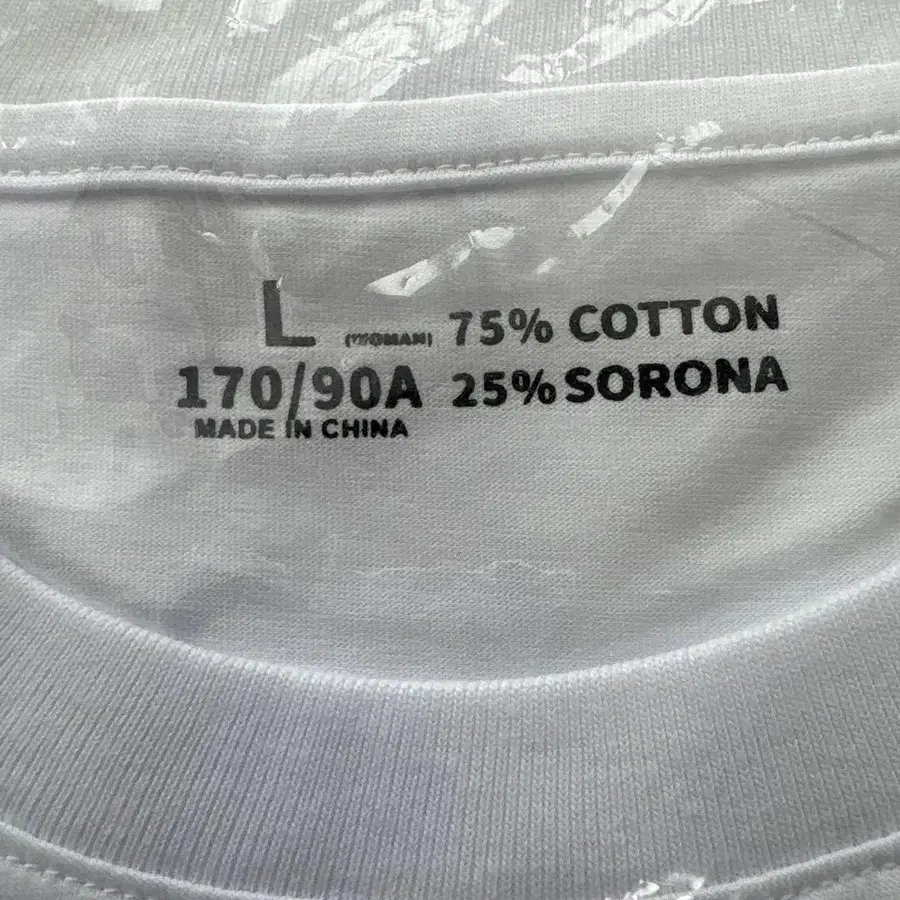 L (WOMAN) 75% COTTON
170/90A 25% SORONA
MADE IN CHINA